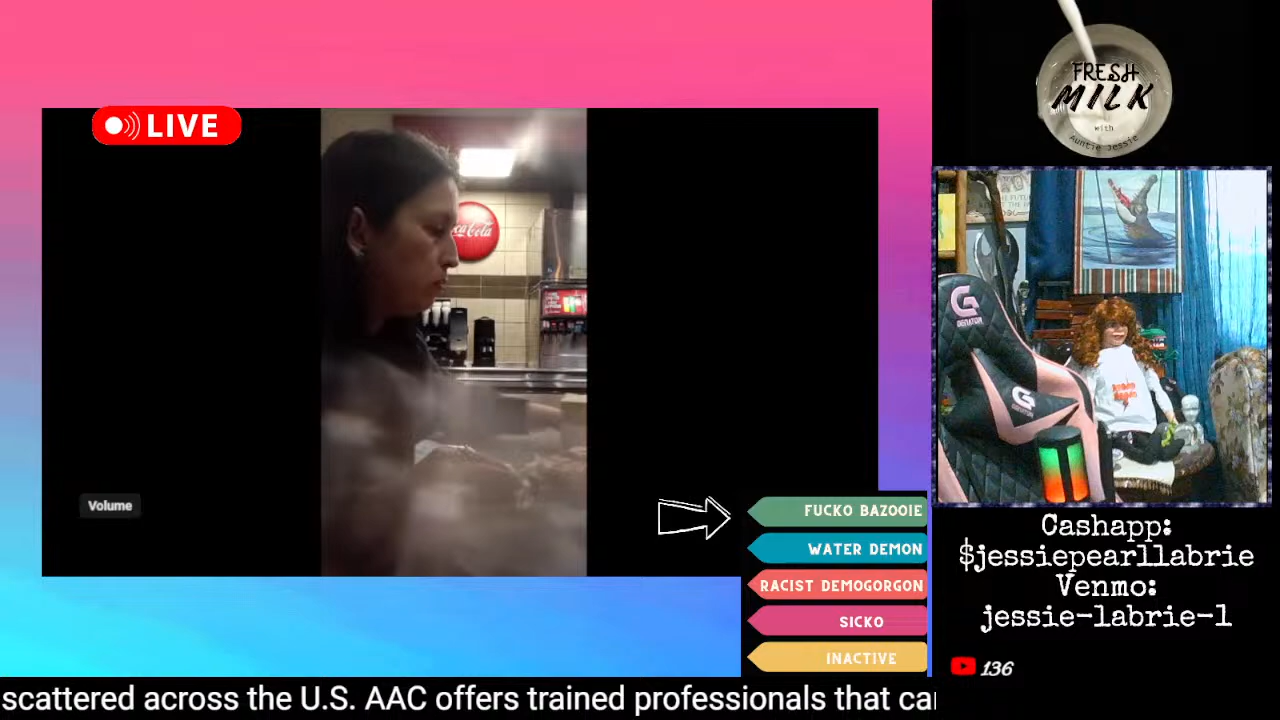 LIVE
Coca-Cola
Volume
FUCKO BAZOOIE
WATER DEMON
RACIST DEMOGORGON
SICKO
INACTIVE
scattered across the U.S. AAC offers trained professionals that ca
FRESH
MILK
with
Auntie Jessie
G
GENATOR
G
Cashapp:
$jessiepearllabrie
Venmo:
jessie-labrie-1
136